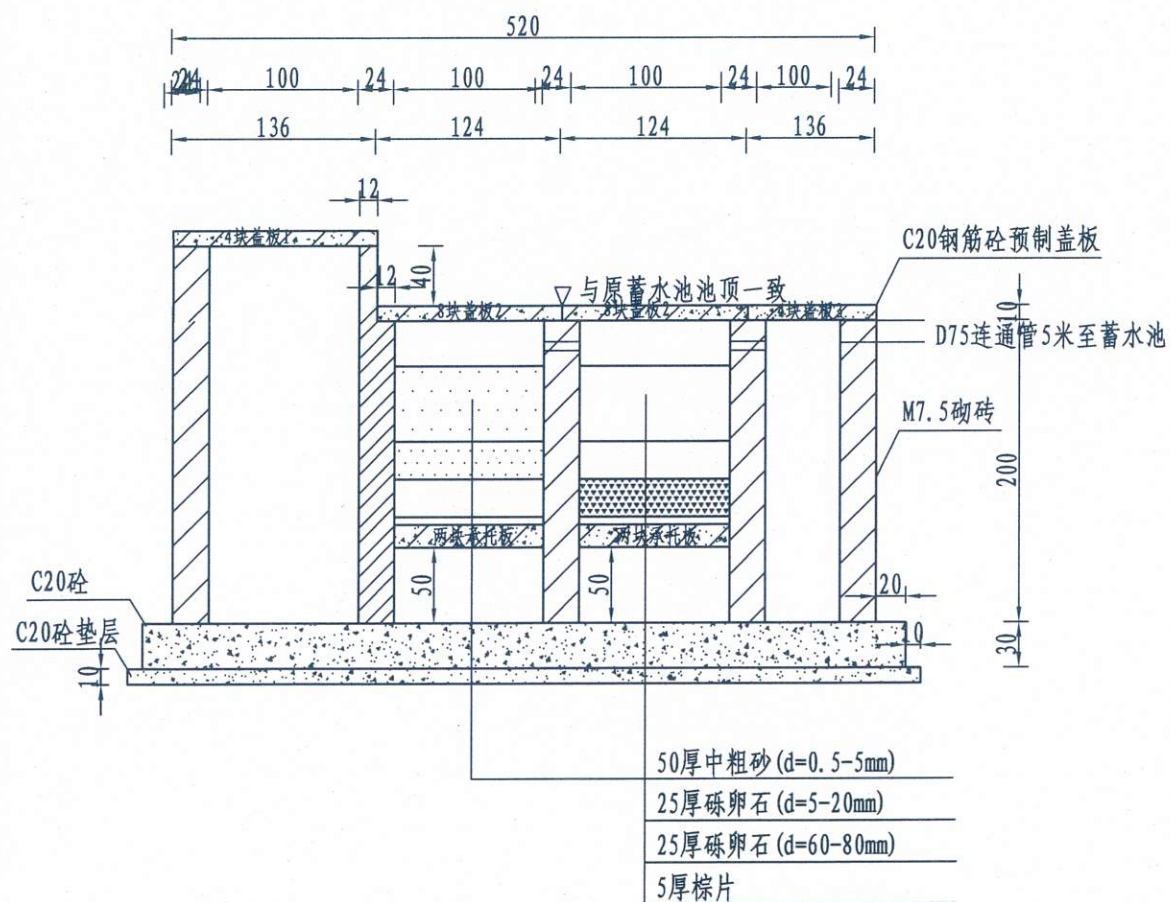 520
24 100 24 100 24 100 24 100 24
136 124 124 136
12
4块盖板1
C20钢筋砼预制盖板
12
40
与原蓄水池池顶一致
8块盖板2
8块盖板2
10
D75连通管5米至蓄水池
M7.5砌砖
200
两块承托板
两块承托板
50
50
C20砼
20
C20砼垫层
10
30
10
50厚中粗砂(d=0.5-5mm)
25厚砾卵石(d=5-20mm)
25厚砾卵石(d=60-80mm)
5厚棕片